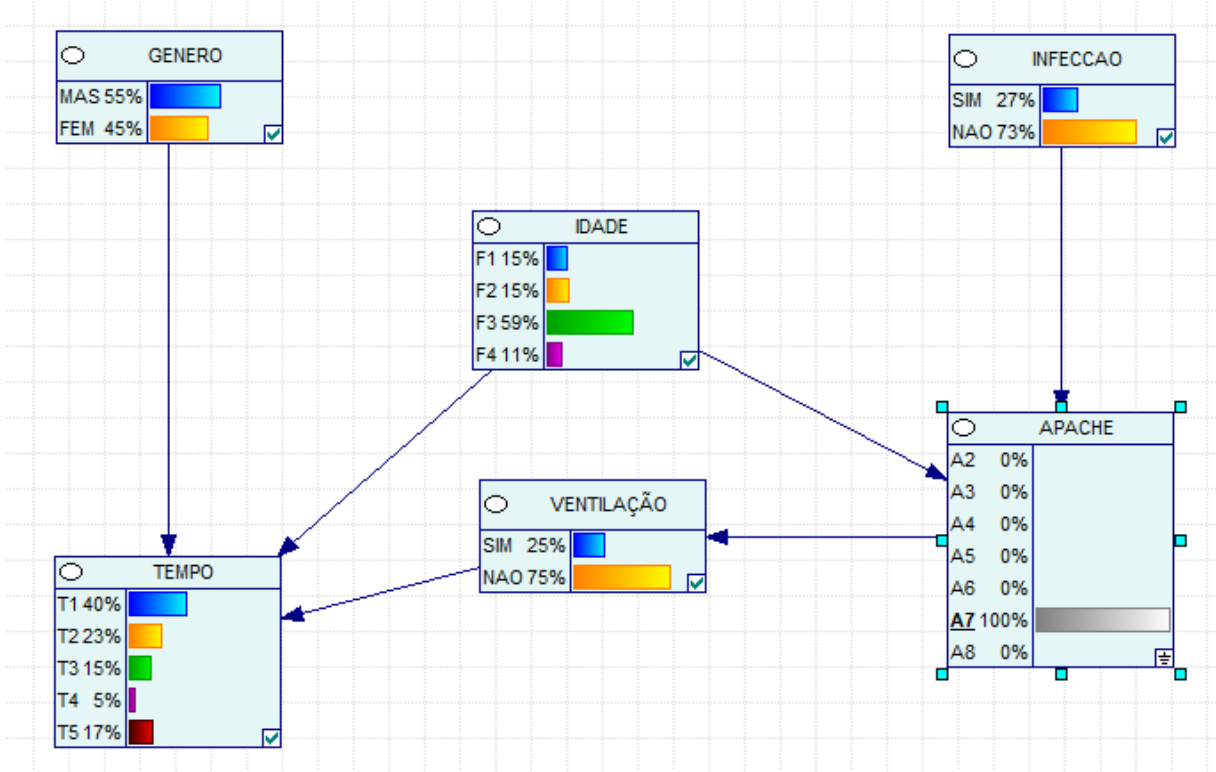 GENERO
MAS 55%
FEM 45%
INFECCAO
SIM 27%
NAO 73%
IDADE
F1 15%
F2 15%
F3 59%
F4 11%
APACHE
A2 0%
A3 0%
A4 0%
A5 0%
A6 0%
A7 100%
A8 0%
VENTILAÇÃO
SIM 25%
NAO 75%
TEMPO
T1 40%
T2 23%
T3 15%
T4 5%
T5 17%